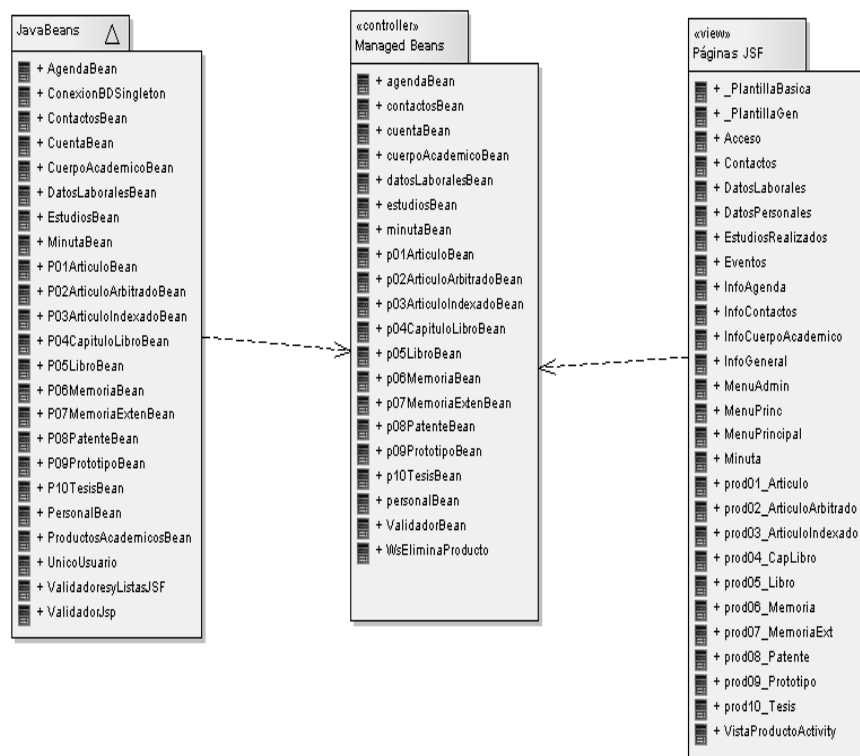 JavaBeans
+ AgendaBean
+ ConexionBDSingleton
+ ContactosBean
+ CuentaBean
+ CuerpoAcademicoBean
+ DatosLaboralesBean
+ EstudiosBean
+ MinutaBean
+ P01ArticuloBean
+ P02ArticuloArbitradoBean
+ P03ArticuloIndexadoBean
+ P04CapituloLibroBean
+ P05LibroBean
+ P06MemoriaBean
+ P07MemoriaExtenBean
+ P08PatenteBean
+ P09PrototipoBean
+ P10TesisBean
+ PersonalBean
+ ProductosAcademicosBean
+ UnicoUsuario
+ ValidadoresyListasJSF
+ ValidadorJsp
«controller»
Managed Beans
+ agendaBean
+ contactosBean
+ cuentaBean
+ cuerpoAcademicoBean
+ datosLaboralesBean
+ estudiosBean
+ minutaBean
+ p01ArticuloBean
+ p02ArticuloArbitradoBean
+ p03ArticuloIndexadoBean
+ p04CapituloLibroBean
+ p05LibroBean
+ p06MemoriaBean
+ p07MemoriaExtenBean
+ p08PatenteBean
+ p09PrototipoBean
+ p10TesisBean
+ personalBean
+ ValidadorBean
+ WsEliminaProducto
«view»
Páginas JSF
+ _PlantillaBasica
+ _PlantillaGen
+ Acceso
+ Contactos
+ DatosLaborales
+ DatosPersonales
+ EstudiosRealizados
+ Eventos
+ InfoAgenda
+ InfoContactos
+ InfoCuerpoAcademico
+ InfoGeneral
+ MenuAdmin
+ MenuPrinc
+ MenuPrincipal
+ Minuta
+ prod01_Articulo
+ prod02_ArticuloArbitrado
+ prod03_ArticuloIndexado
+ prod04_CapLibro
+ prod05_Libro
+ prod06_Memoria
+ prod07_MemoriaExt
+ prod08_Patente
+ prod09_Prototipo
+ prod10_Tesis
+ VistaProductoActivity